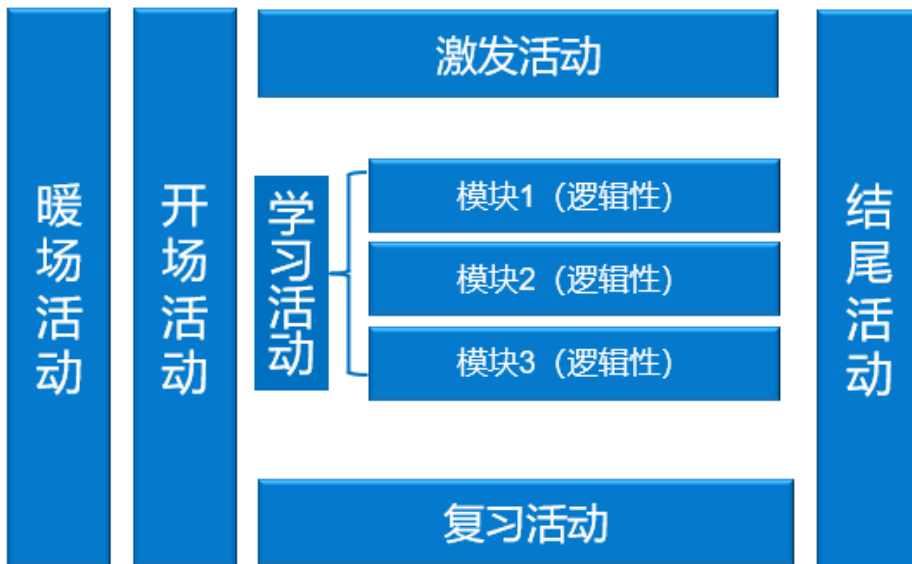 暖场活动
开场活动
激发活动
学习活动
模块1（逻辑性）
模块2（逻辑性）
模块3（逻辑性）
复习活动
结尾活动